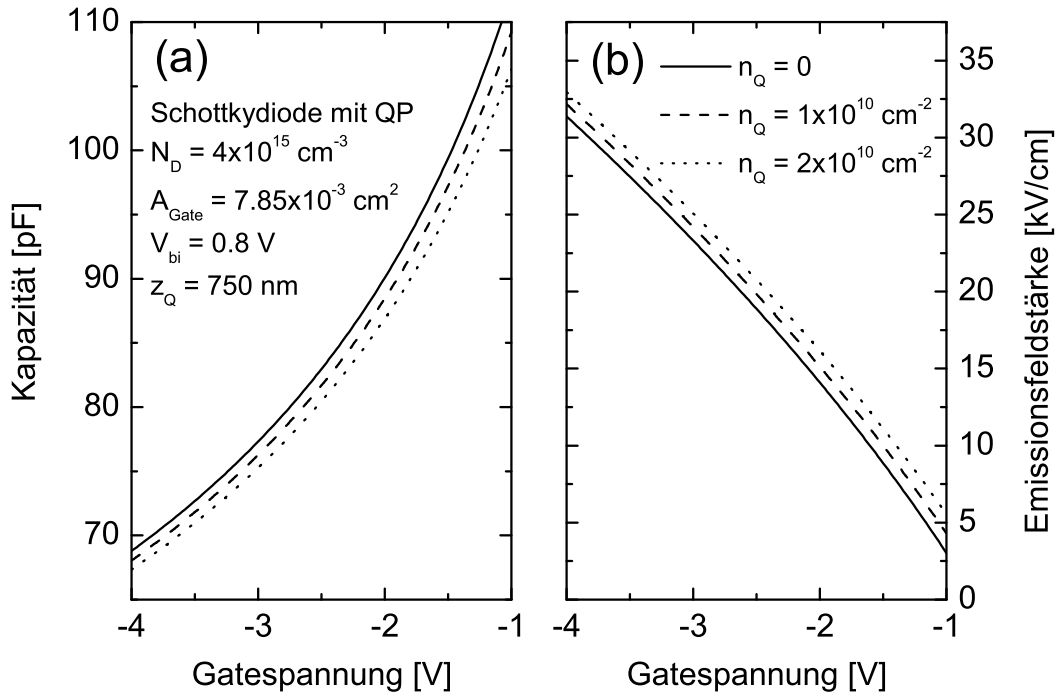 (a)
Schottkydiode mit QP
N_D = 4x10^15 cm^-3
A_Gate = 7.85x10^-3 cm^2
V_bi = 0.8 V
z_Q = 750 nm
Kapazität [pF]
110
100
90
80
70
-4 -3 -2 -1
Gatespannung [V]
(b)
n_Q = 0
n_Q = 1x10^10 cm^-2
n_Q = 2x10^10 cm^-2
35
30
25
20
15
10
5
0
Emissionsfeldstärke [kV/cm]
-4 -3 -2 -1
Gatespannung [V]